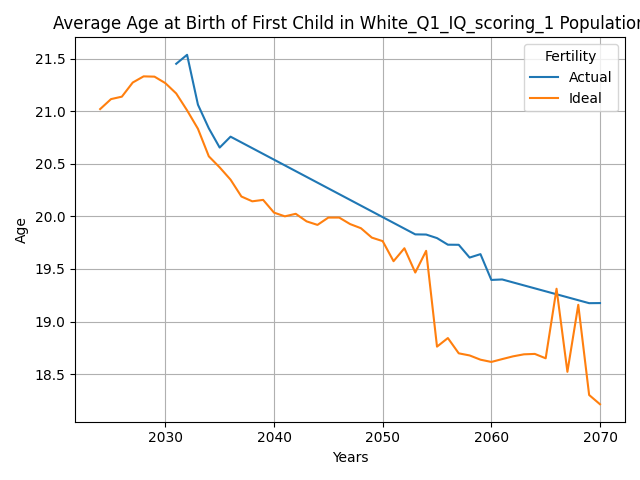 Average Age at Birth of First Child in White_Q1_IQ_scoring_1 Population
Fertility
Actual
Ideal
21.5
21.0
20.5
20.0
19.5
19.0
18.5
Age
2030
2040
2050
2060
2070
Years